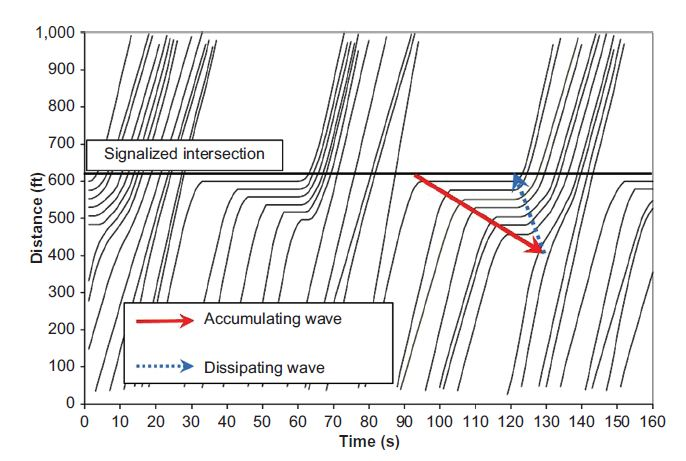 1,000
900
800
700
600
500
400
300
200
100
0
Distance (ft)
Signalized intersection
Accumulating wave
Dissipating wave
0 10 20 30 40 50 60 70 80 90 100 110 120 130 140 150 160
Time (s)